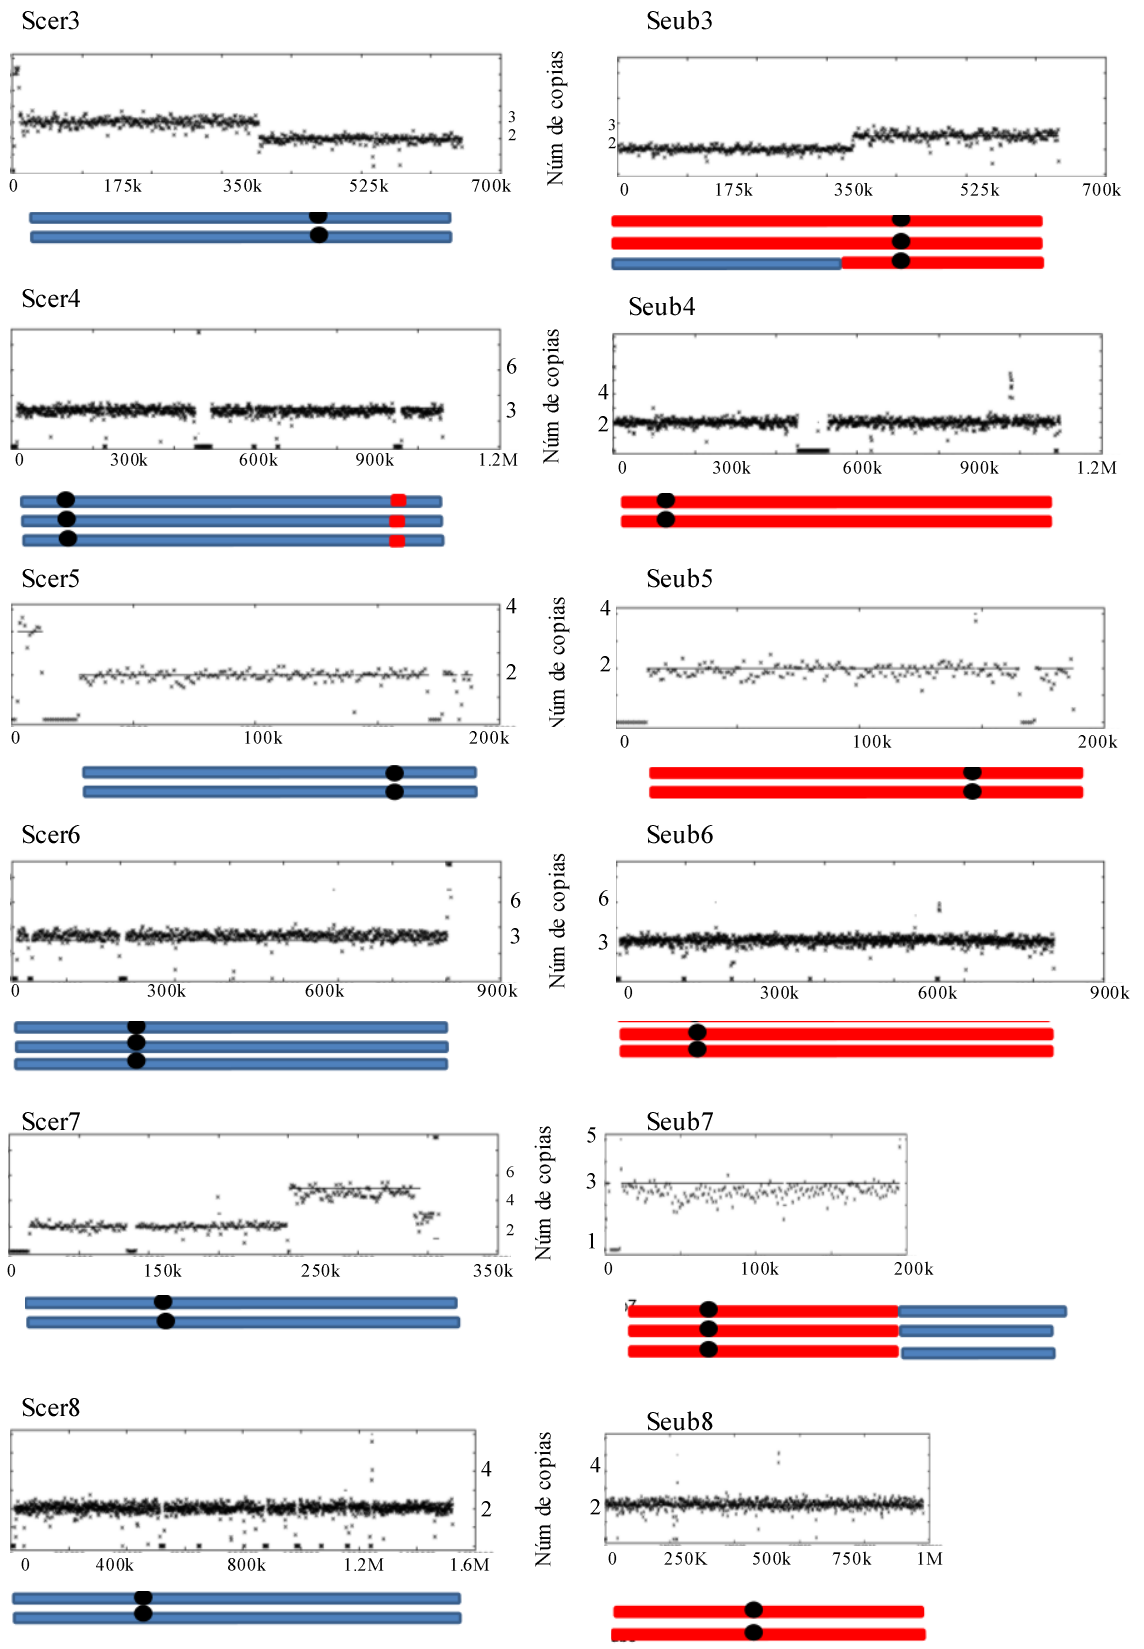 Scer3
Seub3
Núm de copias
3
2
3
2
0 175k 350k 525k 700k
0 175k 350k 525k 700k
Scer4
Seub4
Núm de copias
6
3
4
2
0 300k 600k 900k 1.2M
0 300k 600k 900k 1.2M
Scer5
Seub5
Núm de copias
4
2
4
2
0 100k 200k
0 100k 200k
Scer6
Seub6
Núm de copias
6
3
6
3
0 300k 600k 900k
0 300k 600k 900k
Scer7
Seub7
Núm de copias
6
4
2
5
3
1
0 150k 250k 350k
0 100k 200k
Scer8
Seub8
Núm de copias
4
2
4
2
0 400k 800k 1.2M 1.6M
0 250K 500k 750k 1M